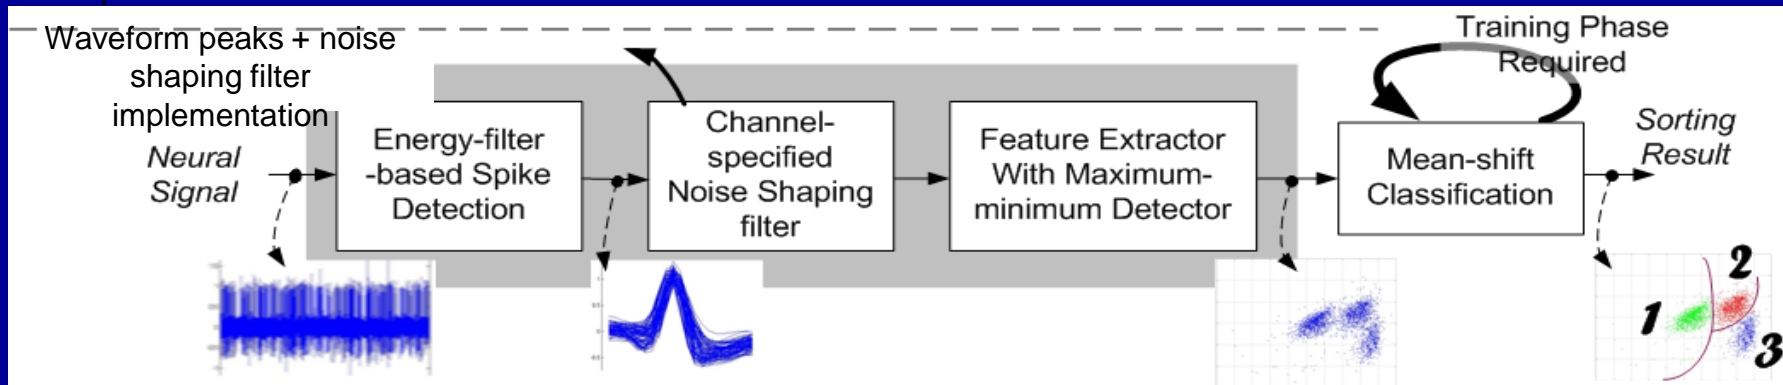 Waveform peaks + noise
shaping filter
implementation
Neural
Signal
Energy-filter
-based Spike
Detection
Channel-
specified
Noise Shaping
filter
Feature Extractor
With Maximum-
minimum Detector
Training Phase
Required
Mean-shift
Classification
Sorting
Result
1
2
3